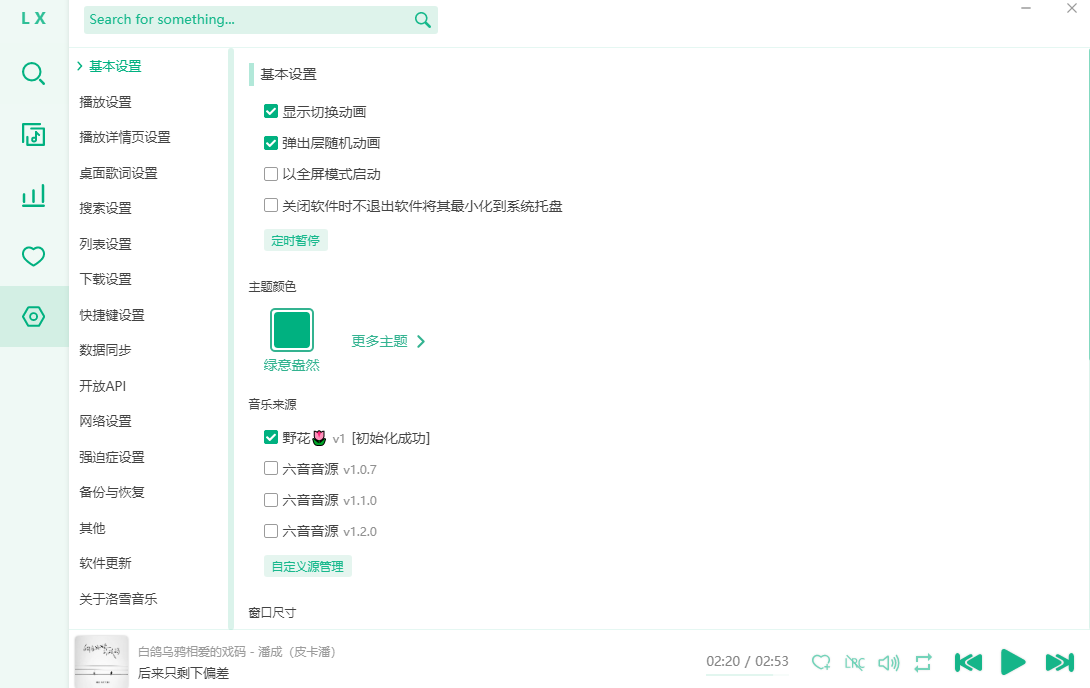 LX
Search for something...
基本设置
播放设置
播放详情页设置
桌面歌词设置
搜索设置
列表设置
下载设置
快捷键设置
数据同步
开放API
网络设置
强迫症设置
备份与恢复
其他
软件更新
关于洛雪音乐
基本设置
显示切换动画
弹出层随机动画
以全屏模式启动
关闭软件时不退出软件将其最小化到系统托盘
定时暂停
主题颜色
绿意盎然
更多主题
音乐来源
野花🌷 v1 [初始化成功]
六音音源 v1.0.7
六音音源 v1.1.0
六音音源 v1.2.0
自定义源管理
窗口尺寸
白鸽乌鸦相爱的戏码 - 潘成（皮卡潘）
后来只剩下偏差
02:20 / 02:53
LRC